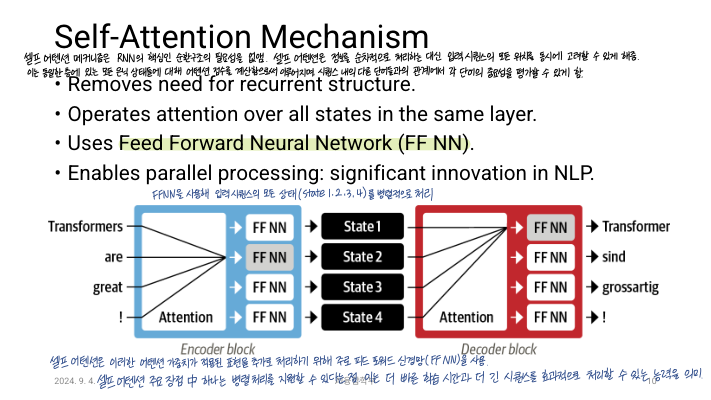 Self-Attention Mechanism
셀프 어텐션 메커니즘은 RNN의 핵심인 순환구조의 필요성을 없앰. 셀프 어텐션은 정보를 순차적으로 처리하는 대신 입력 시퀀스의 모든 위치를 동시에 고려할 수 있게 해줌.
이는 동일한 층에 있는 모든 은닉 상태들에 대해 어텐션 점수를 계산함으로써 이루어지며, 시퀀스 내의 다른 단어들과의 관계에서 각 단어의 중요성을 평가할 수 있게 함.
• Removes need for recurrent structure.
• Operates attention over all states in the same layer.
• Uses Feed Forward Neural Network (FF NN).
• Enables parallel processing: significant innovation in NLP.
FFNN을 사용해 입력 시퀀스의 모든 상태(state 1, 2, 3, 4)를 병렬적으로 처리
Transformers FF NN State 1 FF NN Transformer
are FF NN State 2 FF NN sind
great FF NN State 3 FF NN grossartig
! Attention FF NN State 4 Attention FF NN !
Encoder block Decoder block
셀프 어텐션은 이러한 어텐션 가중치가 적용된 표현을 추가로 처리하기 위해 주로 피드 포워드 신경망(FFNN)을 사용
2024. 9. 4.
셀프 어텐션 주요 장점 中 하나는 병렬처리를 지원할 수 있다는 점. 이는 더 빠른 학습 시간과 더 긴 시퀀스를 효과적으로 처리할 수 있는 능력을 의미